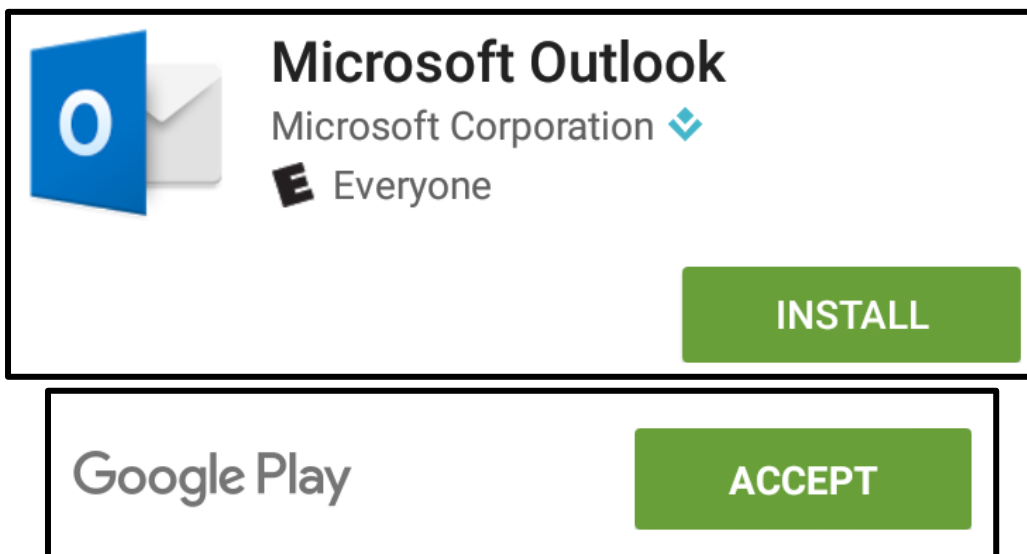 Microsoft Outlook
Microsoft Corporation
E Everyone
O
INSTALL
Google Play
ACCEPT